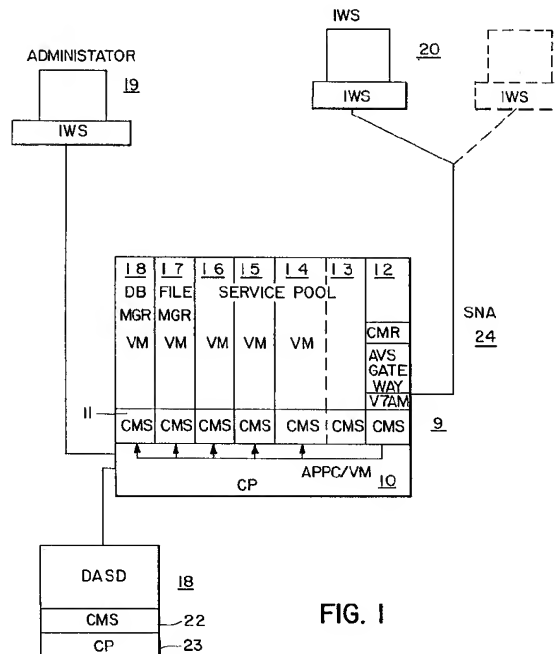 IWS
20
ADMINISTATOR
19
IWS
IWS
IWS
SNA
24
18 17 16 15 14 13 12
DB FILE SERVICE POOL
MGR MGR
VM VM VM VM VM
CMR
AVS
GATE
WAY
V7AM
11
CMS CMS CMS CMS CMS CMS CMS
9
APPC/VM
CP
10
DASD
18
CMS
22
CP
23
FIG. 1